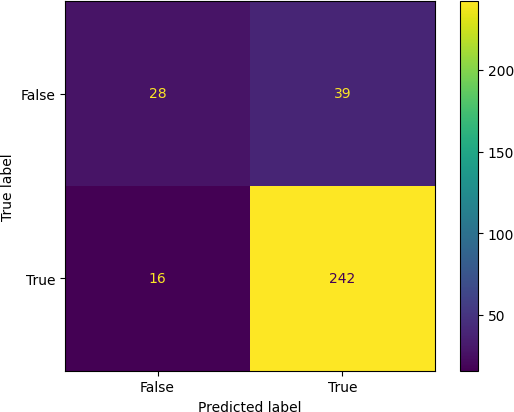 True label
False
28
39
True
16
242
False
True
Predicted label
200
150
100
50